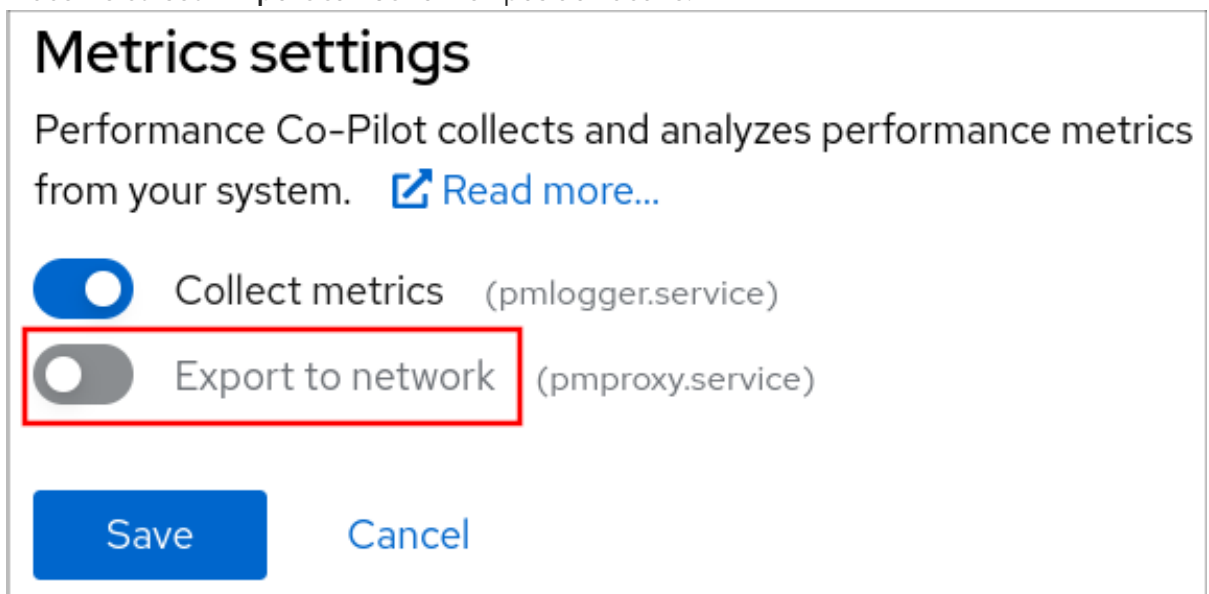 Metrics settings
Performance Co-Pilot collects and analyzes performance metrics
from your system. Read more...
Collect metrics (pmlogger.service)
Export to network (pmproxy.service)
Save Cancel